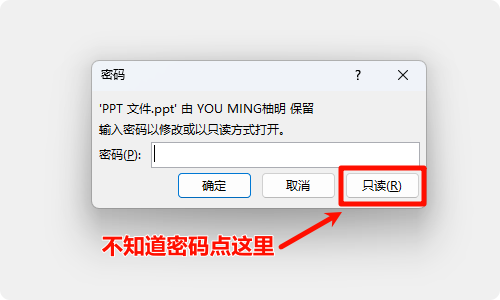 密码
'PPT 文件.ppt' 由 YOU MING柚明 保留
输入密码以修改或以只读方式打开。
密码(P):
确定 取消 只读(R)
不知道密码点这里